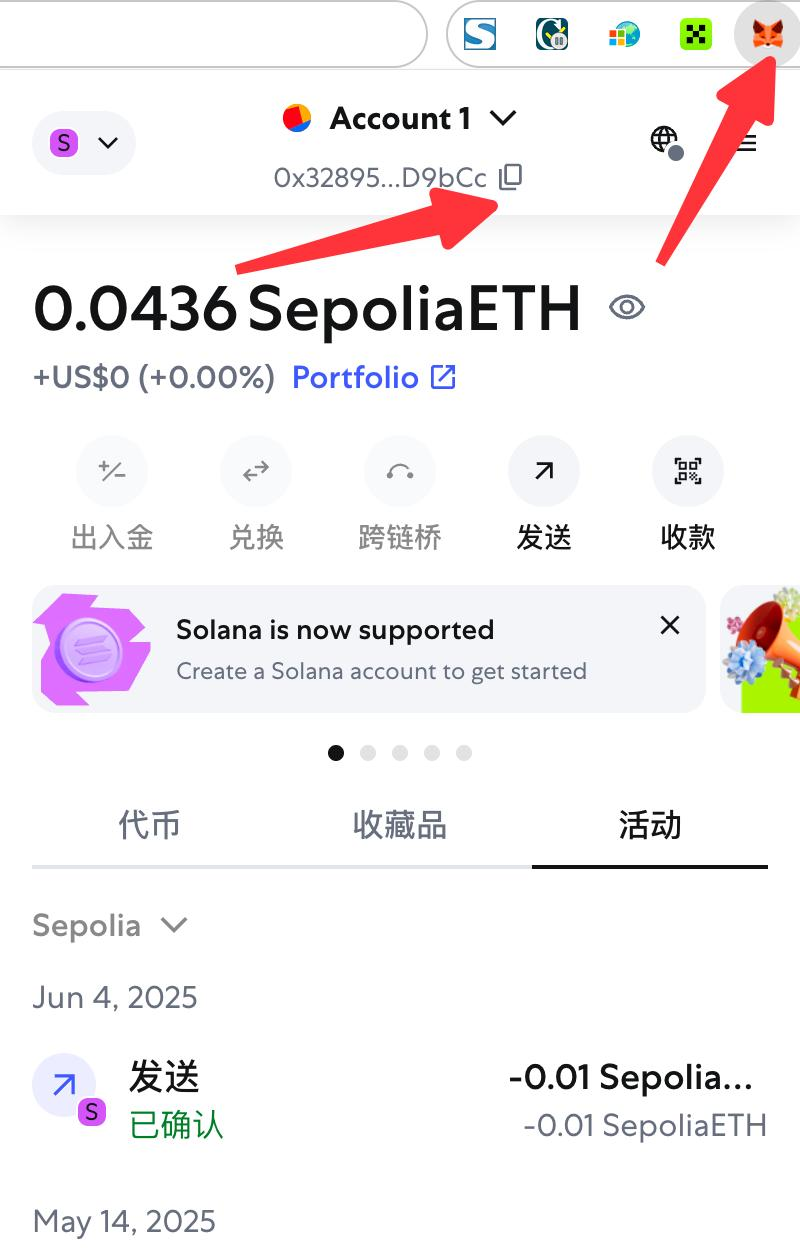 S
Account 1
0x32895...D9bCc
0.0436 SepoliaETH
+US$0 (+0.00%) Portfolio
出入金 兑换 跨链桥 发送 收款
Solana is now supported
Create a Solana account to get started
代币 收藏品 活动
Sepolia
Jun 4, 2025
发送 -0.01 Sepolia...
S 已确认 -0.01 SepoliaETH
May 14, 2025